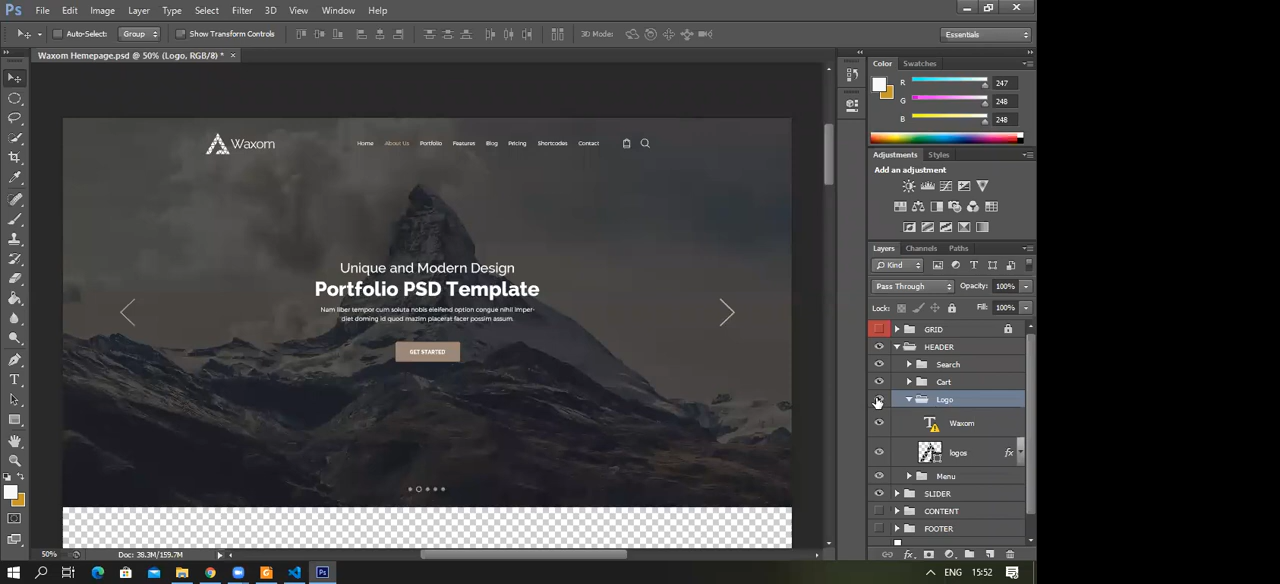 Ps File Edit Image Layer Type Select Filter 3D View Window Help
Auto-Select: Group Show Transform Controls 3D Mode: Essentials
Waxom Hemepage.psd @ 50% (Logo, RGB/8) * ×
Color Swatches
R 247
G 248
B 248
Waxom
Home About Us Portfolio Features Blog Pricing Shortcodes Contact
Adjustments Styles
Add an adjustment
Unique and Modern Design
Portfolio PSD Template
Nam liber tempor cum soluta nobis eleifend option congue nihil imper-
diet doming id quod mazim placerat facer possim assum.
GET STARTED
Layers Channels Paths
Kind
Pass Through Opacity: 100%
Lock: Fill: 100%
GRID
HEADER
Search
Cart
Logo
T Waxom
logos fx
Menu
SLIDER
CONTENT
FOOTER
50% Doc: 38.3M/159.7M
ENG 15:52